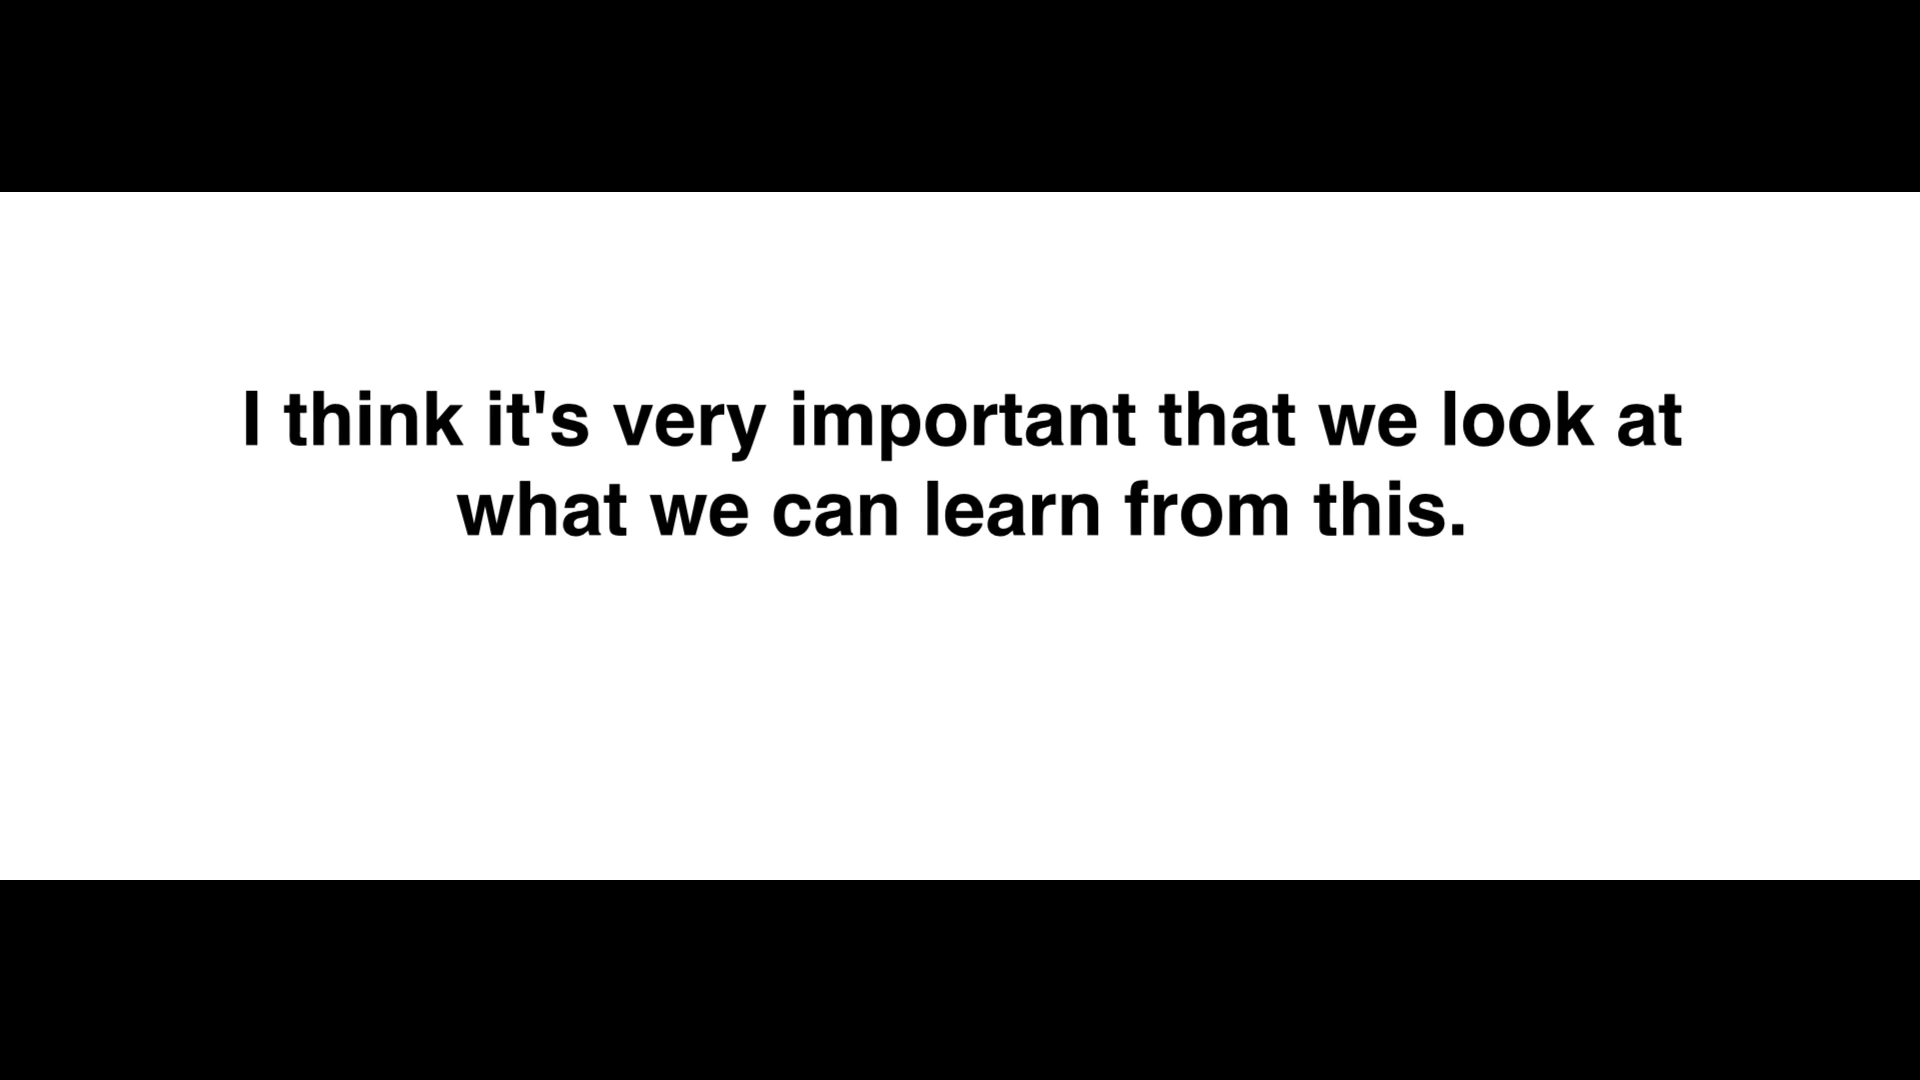 I think it's very important that we look at
what we can learn from this.